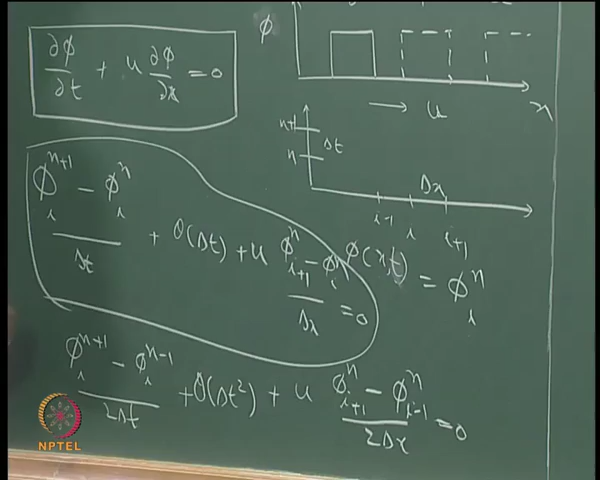 ∂φ/∂t + u ∂φ/∂x = 0
φ
u
x
n+1
n
Δt
Δx
i-1 i i+1
(φ_i^{n+1} - φ_i^n)/Δt + O(Δt) + u (φ_{i+1}^n - φ_i^n)/Δx = 0
φ(x,t) = φ_i^n
(φ_i^{n+1} - φ_i^{n-1})/2Δt + O(Δt²) + u (φ_{i+1}^n - φ_{i-1}^n)/2Δx = 0
NPTEL